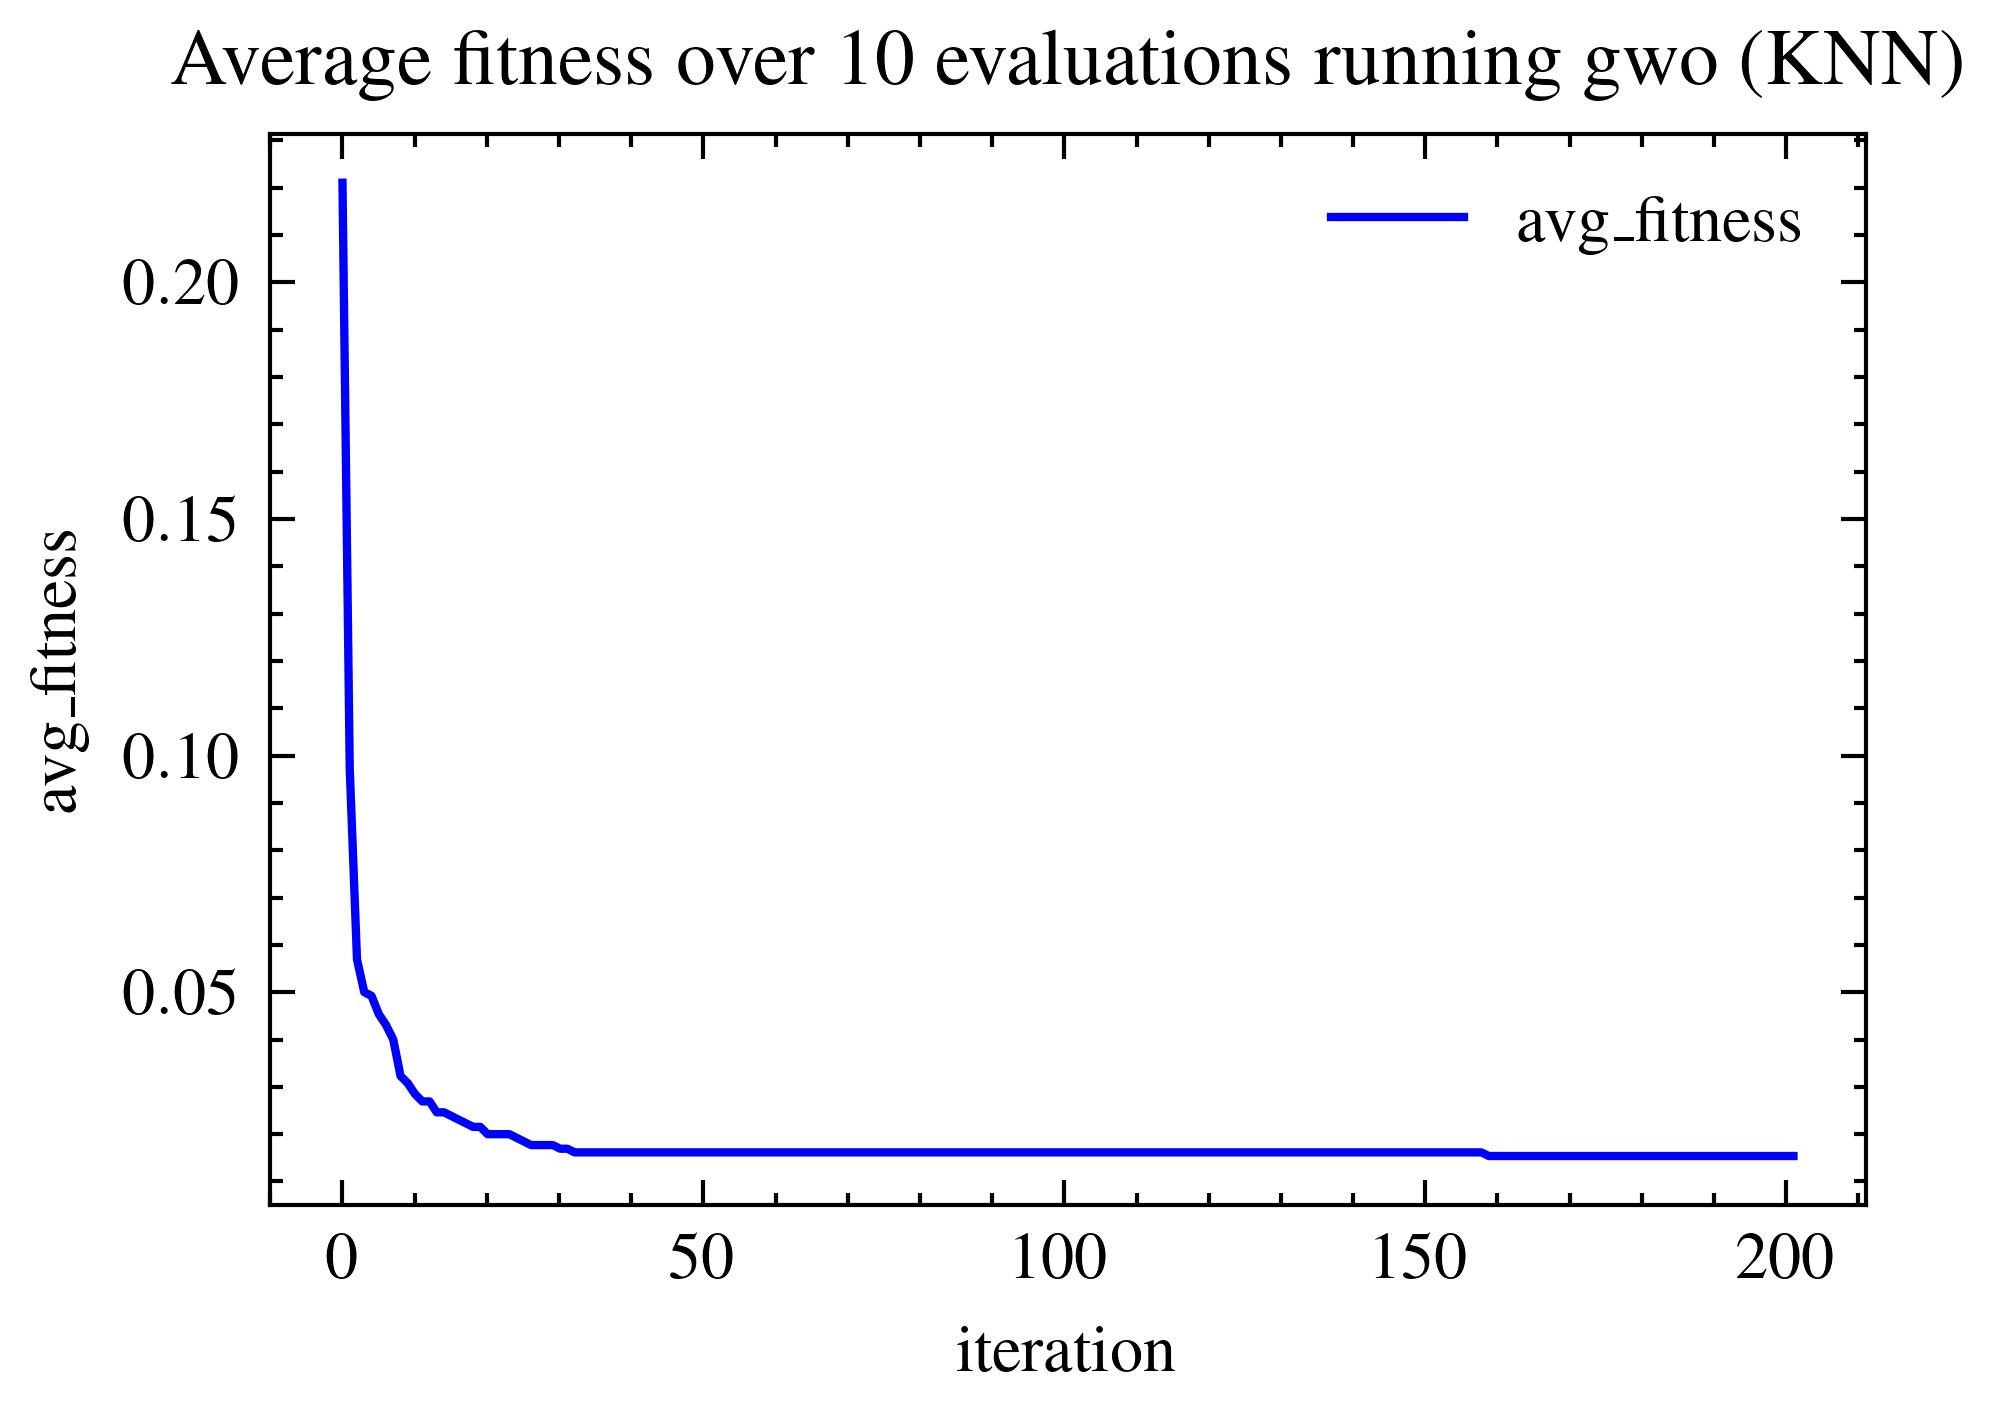 Average fitness over 10 evaluations running gwo (KNN)
avg_fitness
0.20
0.15
0.10
0.05
avg_fitness
0 50 100 150 200
iteration